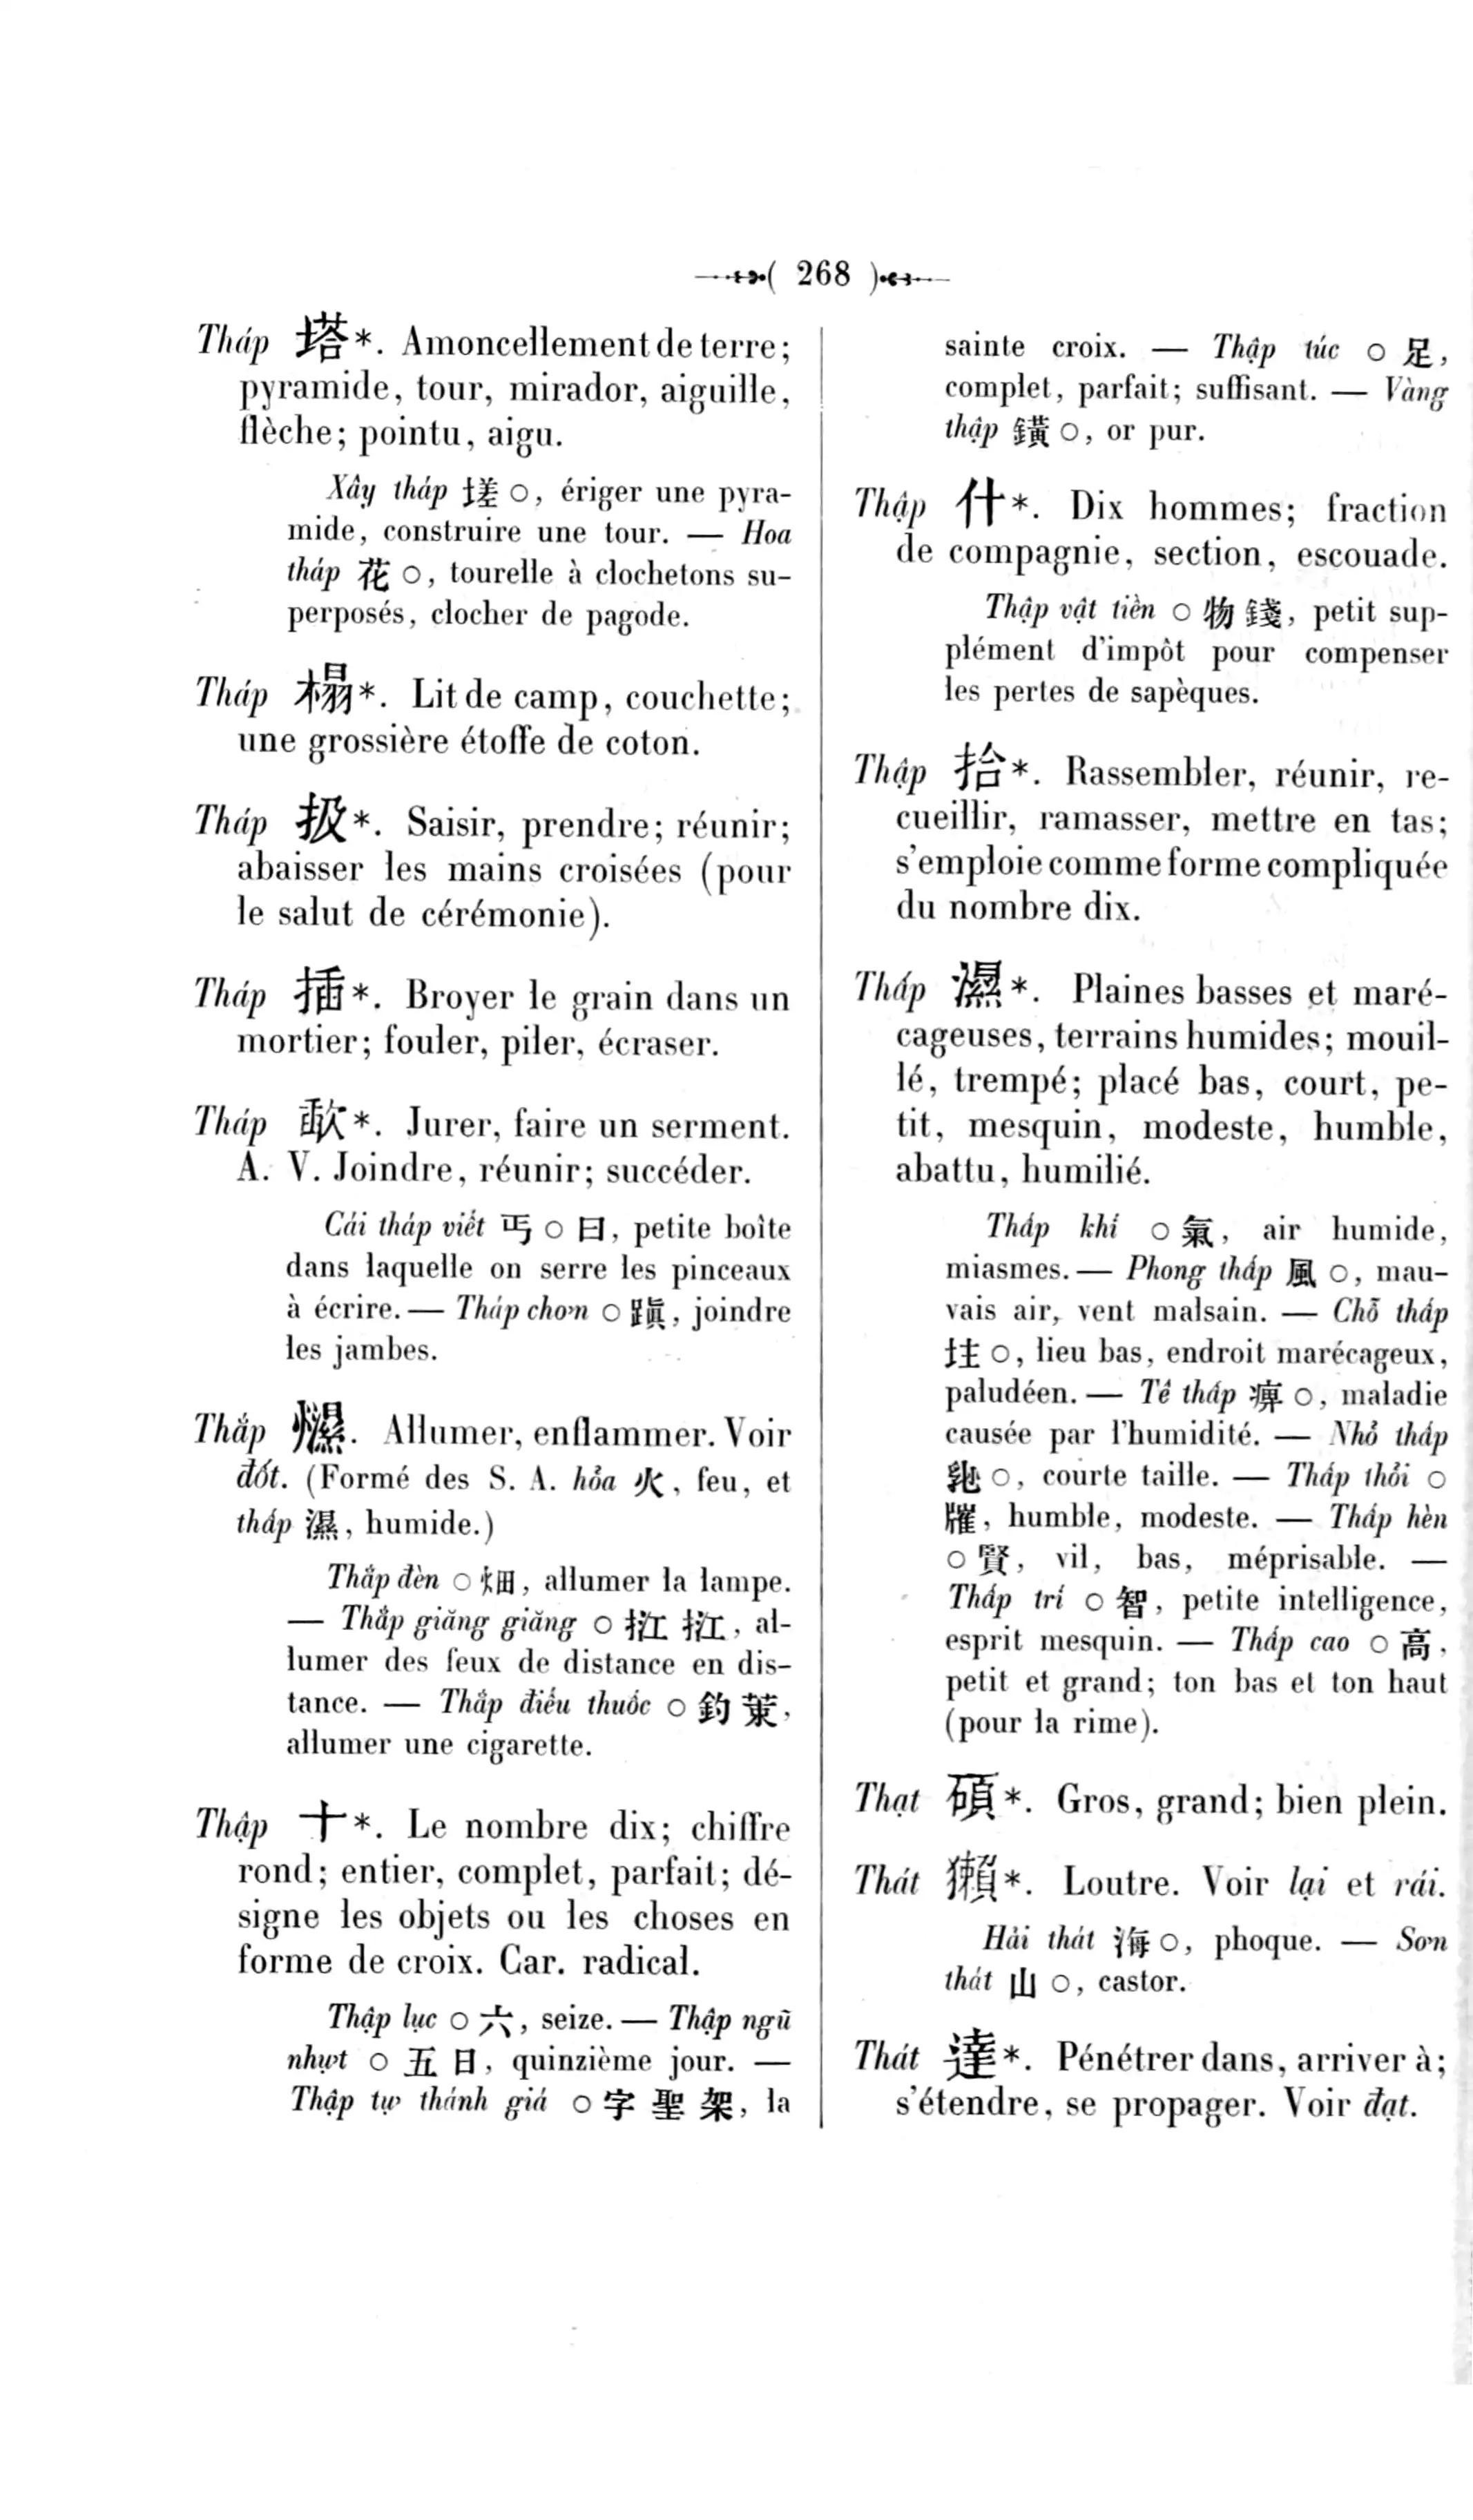 ( 268 )
Tháp 塔*. Amoncellement de terre;
pyramide, tour, mirador, aiguille,
flèche; pointu, aigu.
Xây tháp 搓 ○, ériger une pyra-
mide, construire une tour. — Hoa
tháp 花 ○, tourelle à clochetons su-
perposés, clocher de pagode.
Tháp 榻*. Lit de camp, couchette;
une grossière étoffe de coton.
Tháp 扱*. Saisir, prendre; réunir;
abaisser les mains croisées (pour
le salut de cérémonie).
Tháp 插*. Broyer le grain dans un
mortier; fouler, piler, écraser.
Tháp 歃*. Jurer, faire un serment.
A. V. Joindre, réunir; succéder.
Cái tháp viết 丐 ○ 曰, petite boîte
dans laquelle on serre les pinceaux
à écrire. — Tháp chơn ○ 蹎, joindre
les jambes.
Thắp. Allumer, enflammer. Voir
đốt. (Formé des S. A. hỏa 火, feu, et
thấp 濕, humide.)
Thắp đèn ○ 畑, allumer la lampe.
— Thắp giăng giăng ○, al-
lumer des feux de distance en dis-
tance. — Thắp điếu thuốc ○ 釣 葉,
allumer une cigarette.
Thập 十*. Le nombre dix; chiffre
rond; entier, complet, parfait; dé-
signe les objets ou les choses en
forme de croix. Car. radical.
Thập lục ○ 六, seize. — Thập ngũ
nhựt ○ 五 日, quinzième jour. —
Thập tự thánh giá ○ 字 聖 架, la
sainte croix. — Thập túc ○ 足,
complet, parfait; suffisant. — Vàng
thập 鐄 ○, or pur.
Thập 什*. Dix hommes; fraction
de compagnie, section, escouade.
Thập vật tiền ○ 物 錢, petit sup-
plément d'impôt pour compenser
les pertes de sapèques.
Thập 拾*. Rassembler, réunir, re-
cueillir, ramasser, mettre en tas;
s'emploie comme forme compliquée
du nombre dix.
Thấp 濕*. Plaines basses et maré-
cageuses, terrains humides; mouil-
lé, trempé; placé bas, court, pe-
tit, mesquin, modeste, humble,
abattu, humilié.
Thấp khí ○ 氣, air humide,
miasmes. — Phong thấp 風 ○, mau-
vais air, vent malsain. — Chỗ thấp
拄 ○, lieu bas, endroit marécageux,
paludéen. — Tê thấp 痺 ○, maladie
causée par l'humidité. — Nhỏ thấp
○, courte taille. — Thấp thỏi ○
, humble, modeste. — Thấp hèn
○ 賢, vil, bas, méprisable. —
Thấp trí ○ 智, petite intelligence,
esprit mesquin. — Thấp cao ○ 高,
petit et grand; ton bas et ton haut
(pour la rime).
Thạt 碩*. Gros, grand; bien plein.
Thát 獺*. Loutre. Voir lại et rái.
Hải thát 海 ○, phoque. — Sơn
thát 山 ○, castor.
Thát 達*. Pénétrer dans, arriver à;
s'étendre, se propager. Voir đạt.